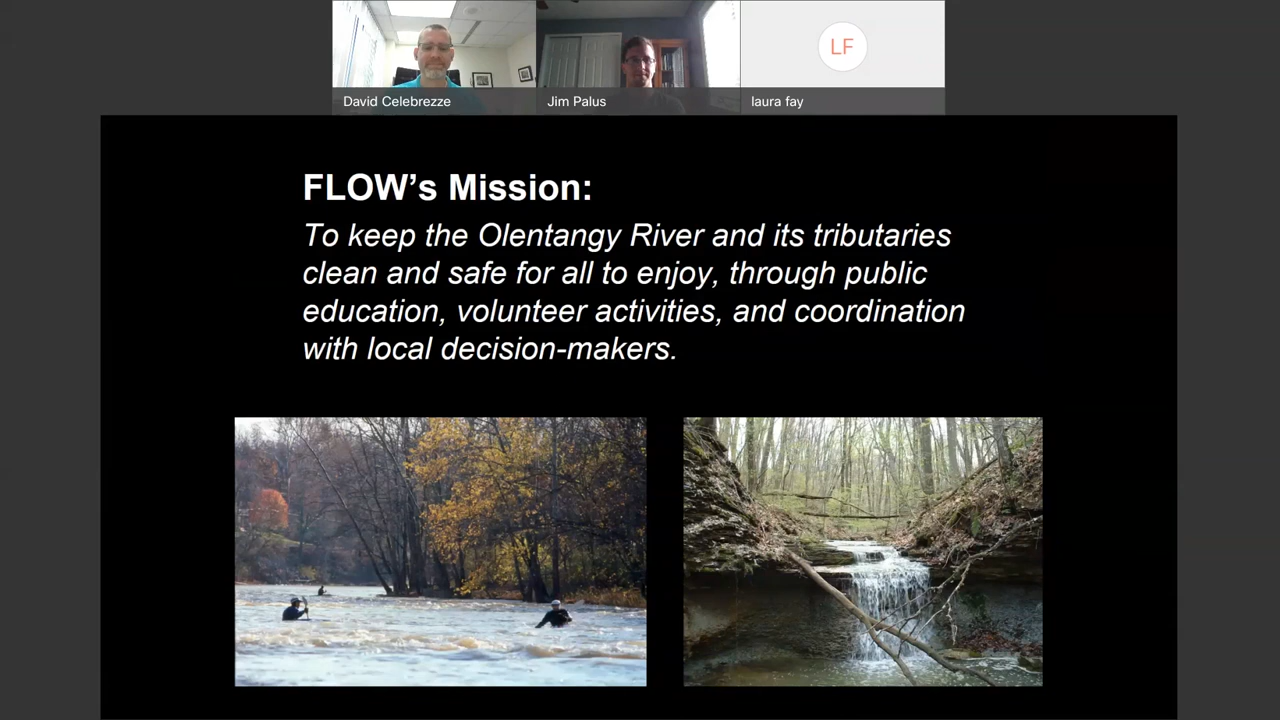 LF
David Celebrezze
Jim Palus
laura fay
FLOW’s Mission:
To keep the Olentangy River and its tributaries
clean and safe for all to enjoy, through public
education, volunteer activities, and coordination
with local decision-makers.